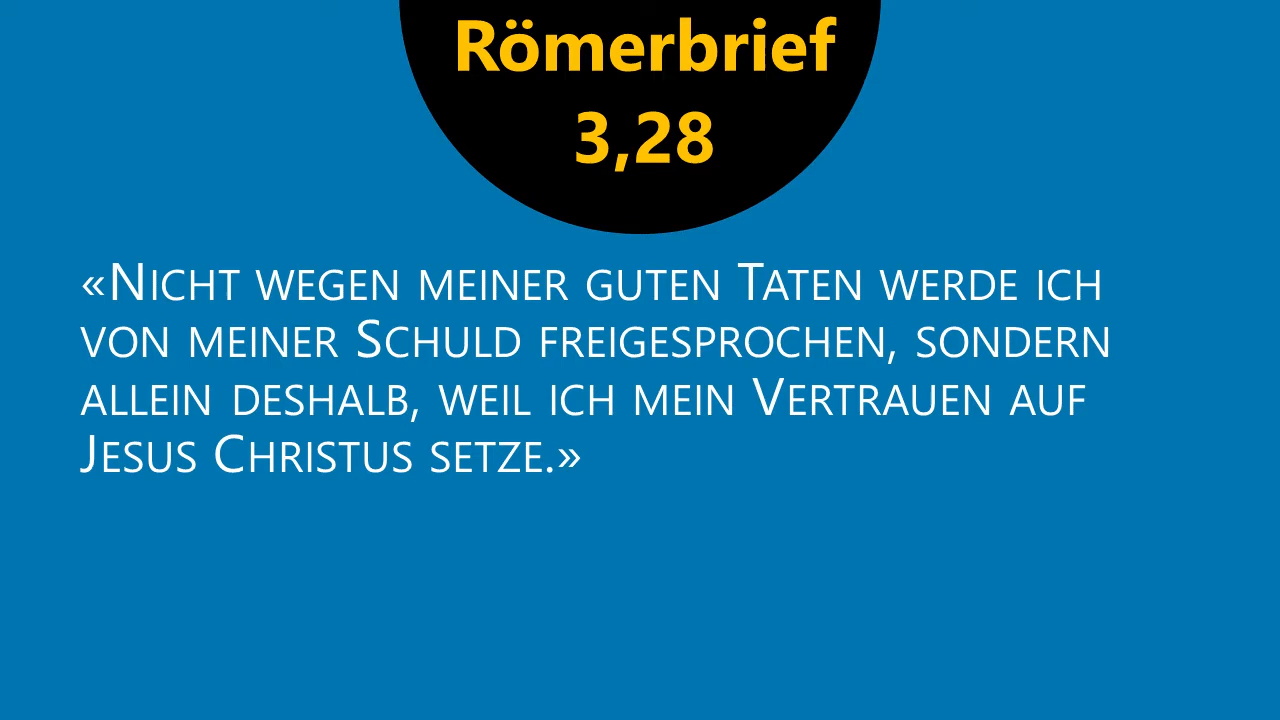 Römerbrief
3,28
«Nicht wegen meiner guten Taten werde ich
von meiner Schuld freigesprochen, sondern
allein deshalb, weil ich mein Vertrauen auf
Jesus Christus setze.»